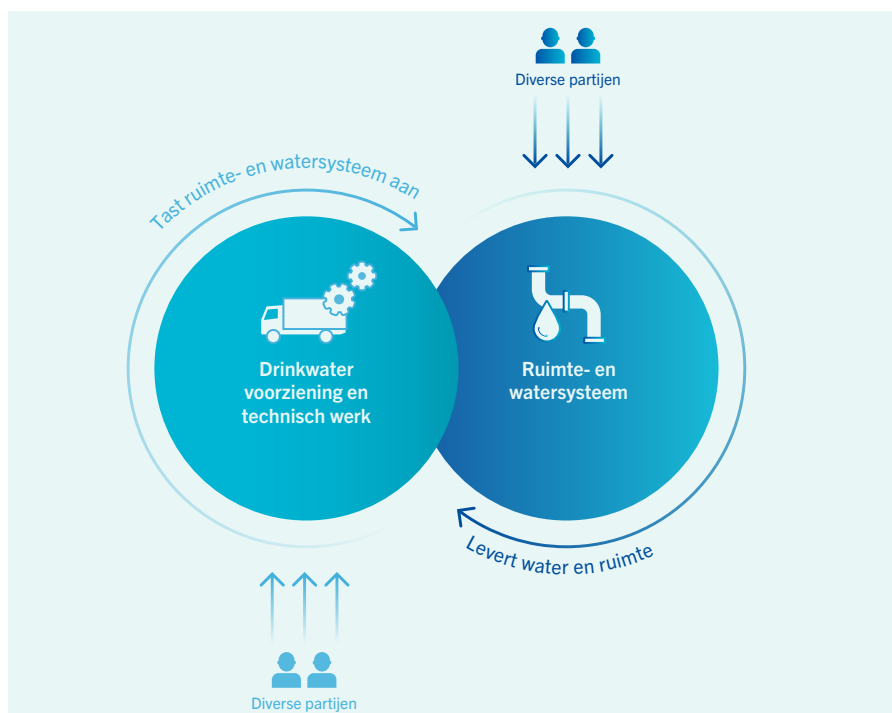 Diverse partijen
Tast ruimte- en watersysteem aan
Drinkwater
voorziening en
technisch werk
Ruimte- en
watersysteem
Levert water en ruimte
Diverse partijen